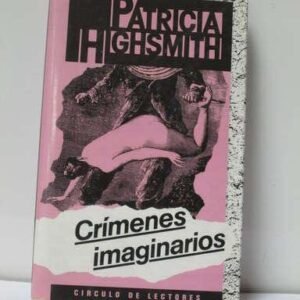 PATRICIA
HIGHSMITH
Crímenes
imaginarios
CIRCULO DE LECTORES